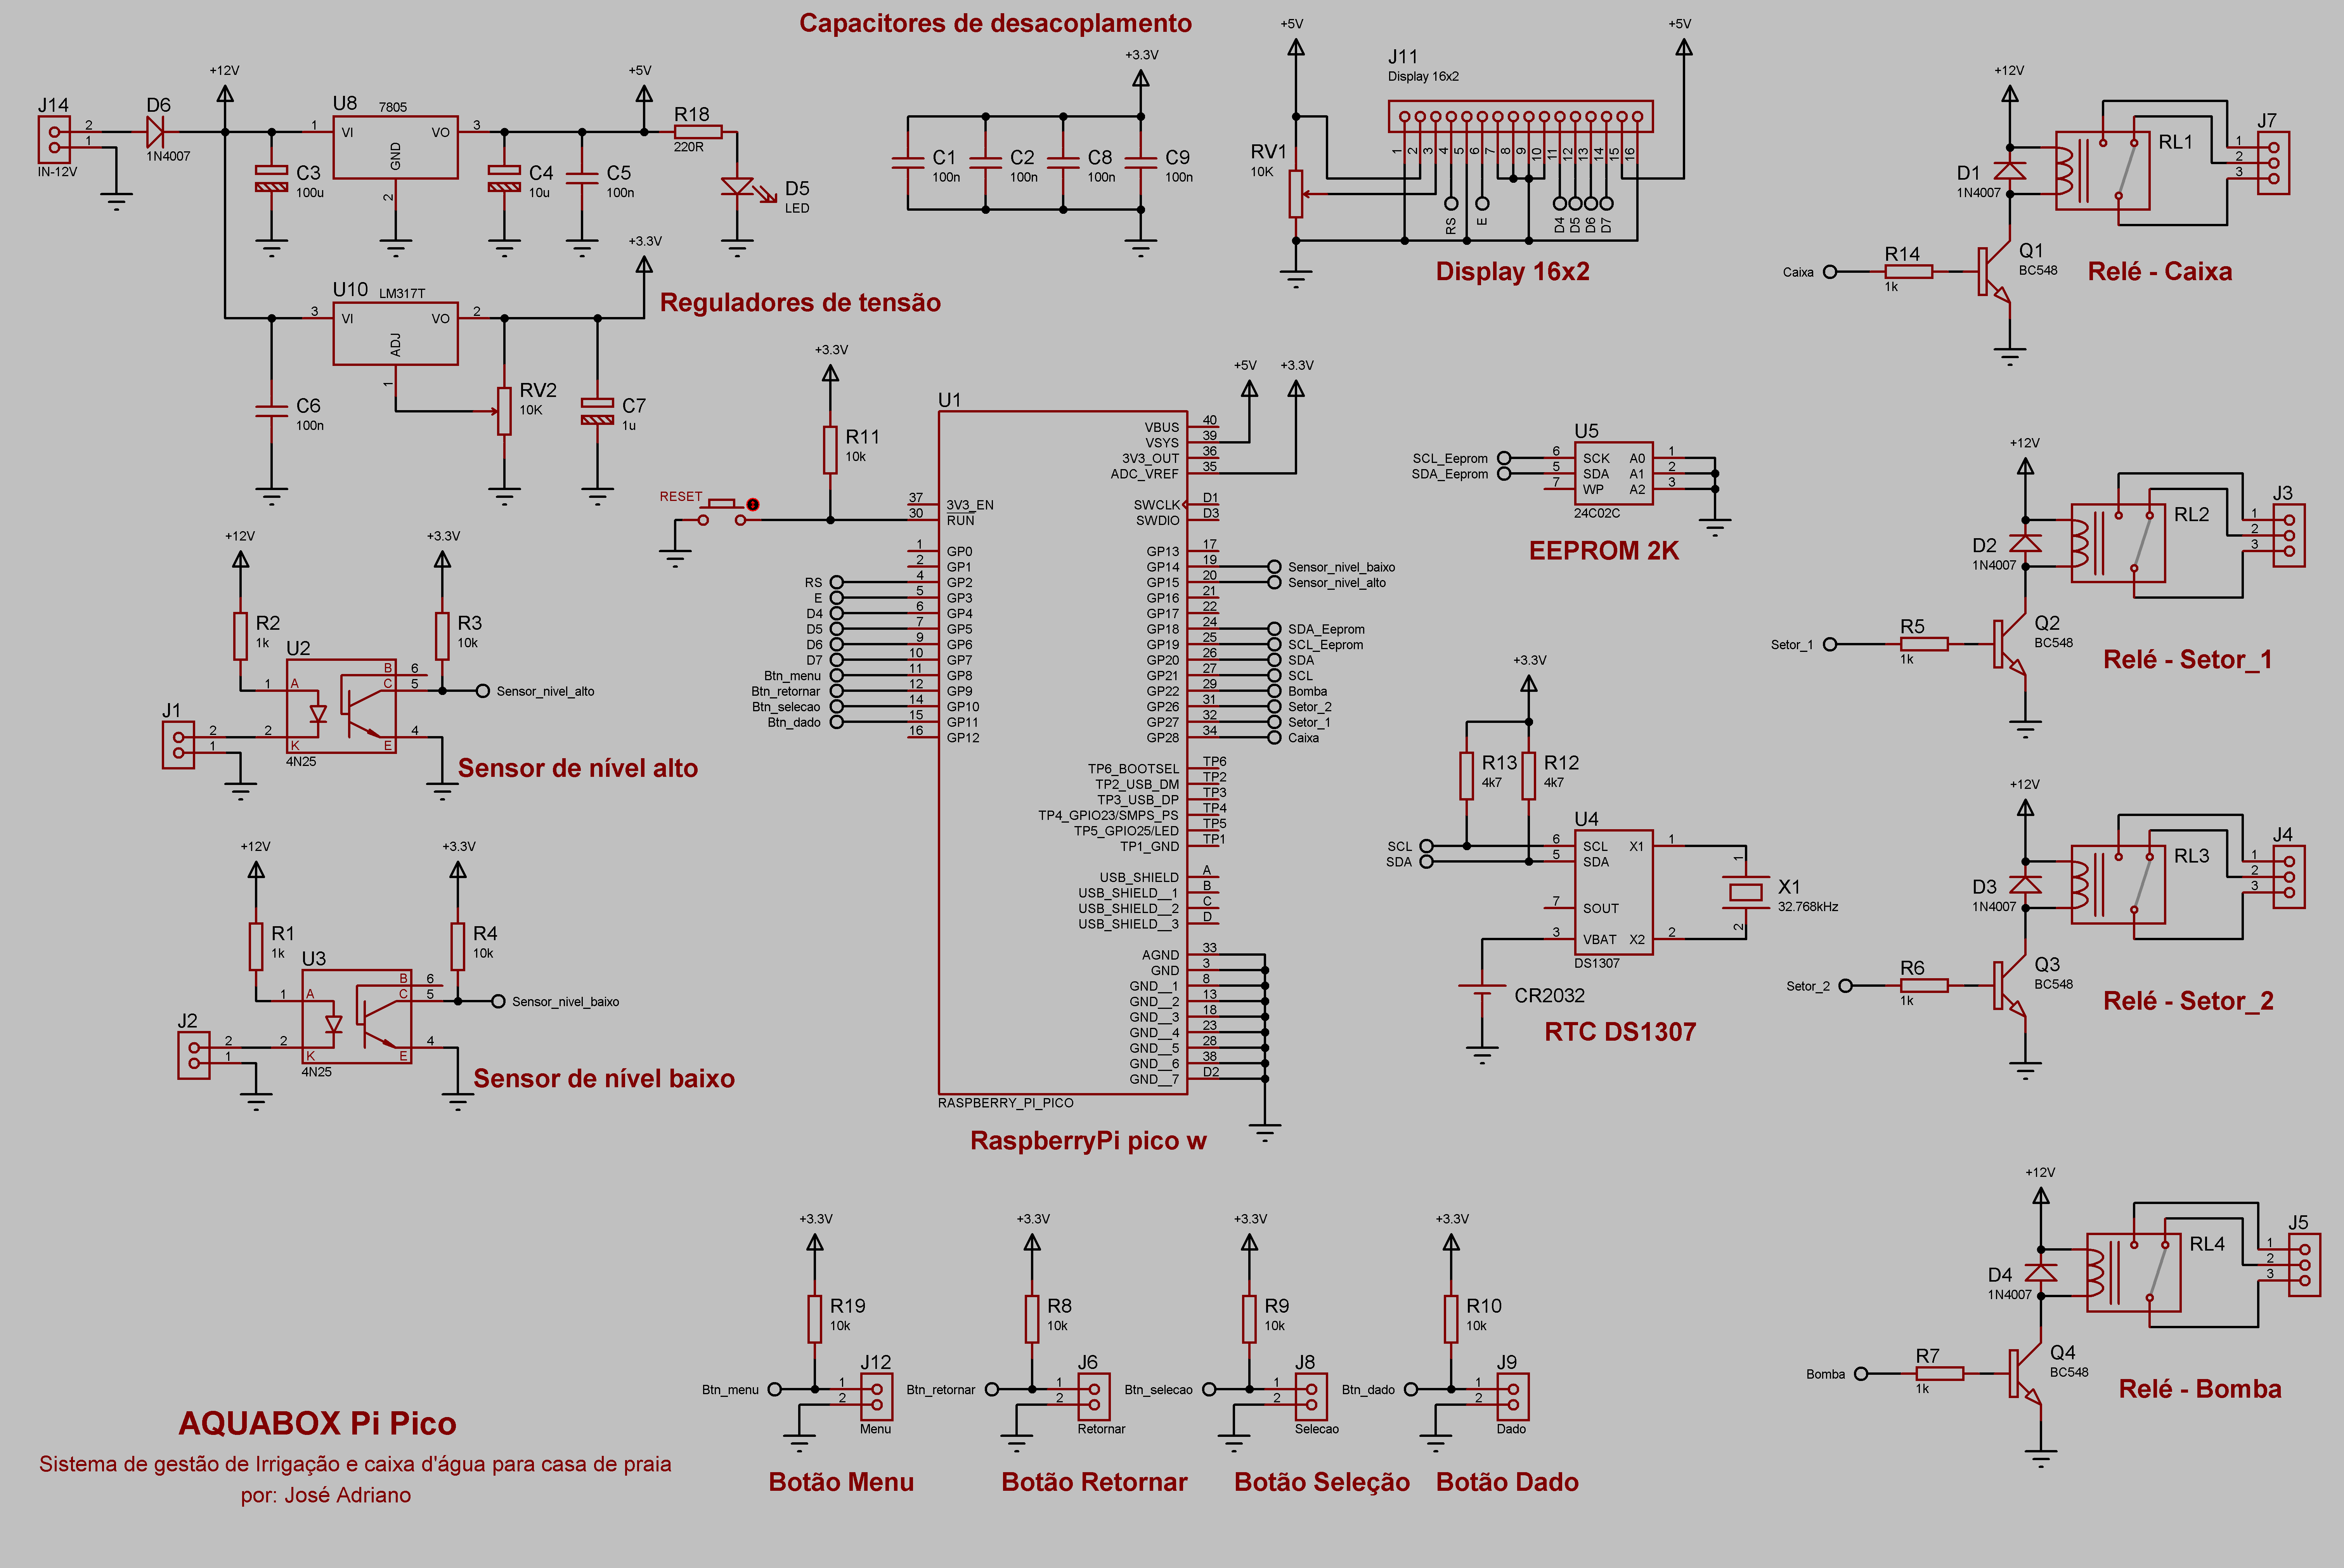 Capacitores de desacoplamento
J14
2
1
IN-12V
D6
1N4007
+12V
C3
100u
U8
7805
1
VI
VO
3
GND
2
C4
10u
C5
100n
+5V
R18
220R
D5
LED
+3.3V
U10
LM317T
3
VI
VO
2
ADJ
1
Reguladores de tensão
C6
100n
RV2
10K
C7
1u
+3.3V
C1
100n
C2
100n
C8
100n
C9
100n
+5V
RV1
10K
J11
Display 16x2
1
2
3
4
5
6
7
8
9
10
11
12
13
14
15
16
RS
E
D4
D5
D6
D7
+5V
Display 16x2
+12V
D1
1N4007
RL1
J7
1
2
3
Caixa
R14
1k
Q1
BC548
Relé - Caixa
+3.3V
R11
10k
RESET
+12V
R2
1k
+3.3V
R3
10k
U2
1
A
B
6
C
5
Sensor_nivel_alto
J1
2
1
2
K
E
4
4N25
Sensor de nível alto
+12V
R1
1k
+3.3V
R4
10k
U3
1
A
B
6
C
5
Sensor_nivel_baixo
J2
2
1
2
K
E
4
4N25
Sensor de nível baixo
U1
+5V
+3.3V
VBUS 40
VSYS 39
3V3_OUT 36
ADC_VREF 35
37 3V3_EN
30 RUN
SWCLK D1
SWDIO D3
1 GP0
2 GP1
RS 4 GP2
E 5 GP3
D4 6 GP4
D5 7 GP5
D6 9 GP6
D7 10 GP7
Btn_menu 11 GP8
Btn_retornar 12 GP9
Btn_selecao 14 GP10
Btn_dado 15 GP11
16 GP12
GP13 17
GP14 19 Sensor_nivel_baixo
GP15 20 Sensor_nivel_alto
GP16 21
GP17 22
GP18 24 SDA_Eeprom
GP19 25 SCL_Eeprom
GP20 26 SDA
GP21 27 SCL
GP22 29 Bomba
GP26 31 Setor_2
GP27 32 Setor_1
GP28 34 Caixa
TP6_BOOTSEL TP6
TP2_USB_DM TP2
TP3_USB_DP TP3
TP4_GPIO23/SMPS_PS TP4
TP5_GPIO25/LED TP5
TP1_GND TP1
USB_SHIELD A
USB_SHIELD__1 B
USB_SHIELD__2 C
USB_SHIELD__3 D
AGND 33
GND 3
GND__1 8
GND__2 13
GND__3 18
GND__4 23
GND__5 28
GND__6 38
GND__7 D2
RASPBERRY_PI_PICO
RaspberryPi pico w
U5
SCL_Eeprom 6 SCK A0 1
SDA_Eeprom 5 SDA A1 2
7 WP A2 3
24C02C
EEPROM 2K
+3.3V
R13
4k7
R12
4k7
U4
SCL 6 SCL X1 1
SDA 5 SDA
7 SOUT
3 VBAT X2 2
DS1307
1
X1
32.768kHz
2
CR2032
RTC DS1307
+12V
D2
1N4007
RL2
J3
1
2
3
Setor_1
R5
1k
Q2
BC548
Relé - Setor_1
+12V
D3
1N4007
RL3
J4
1
2
3
Setor_2
R6
1k
Q3
BC548
Relé - Setor_2
+12V
D4
1N4007
RL4
J5
1
2
3
Bomba
R7
1k
Q4
BC548
Relé - Bomba
+3.3V
R19
10k
J12
Btn_menu
1
2
Menu
Botão Menu
+3.3V
R8
10k
J6
Btn_retornar
1
2
Retornar
Botão Retornar
+3.3V
R9
10k
J8
Btn_selecao
1
2
Selecao
Botão Seleção
+3.3V
R10
10k
J9
Btn_dado
1
2
Dado
Botão Dado
AQUABOX Pi Pico
Sistema de gestão de Irrigação e caixa d'água para casa de praia
por: José Adriano